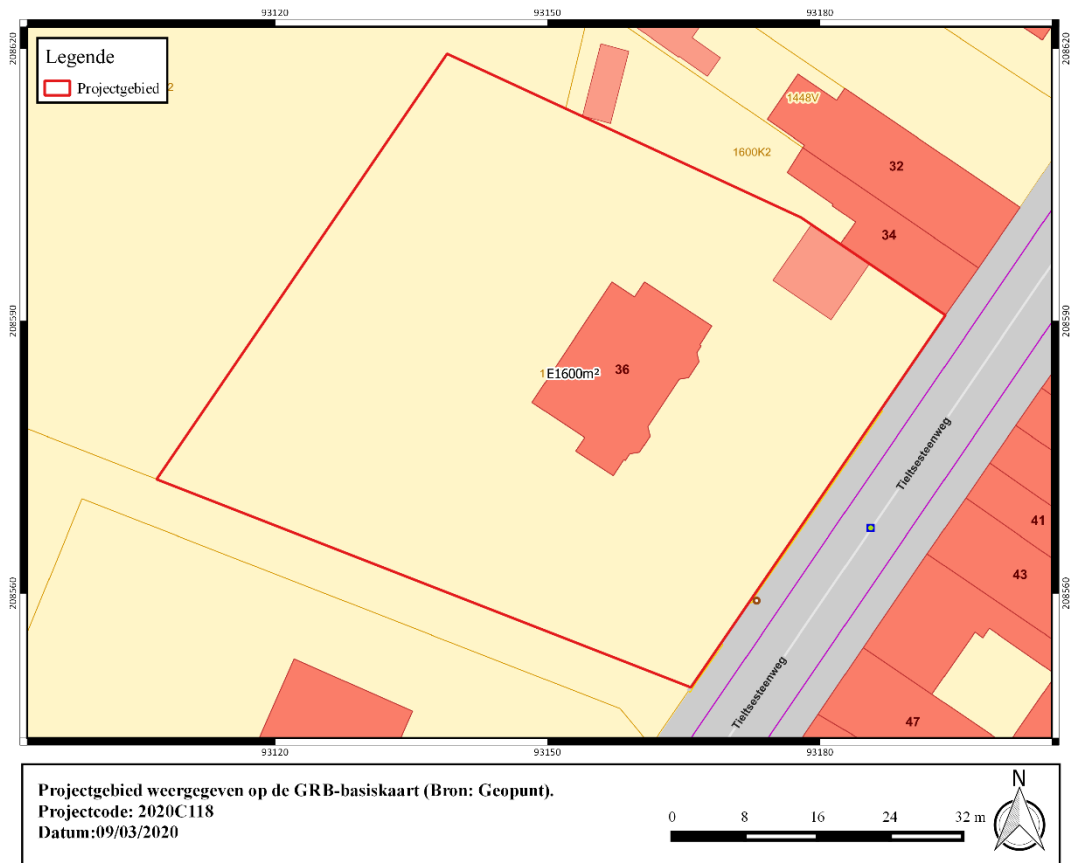 93120 93150 93180
208620 208620
Legende
Projectgebied
2
1448V
1600K2
32
34
208590 208590
36
1
E1600m²
Tieltsesteenweg
41
43
208560 208560
Tieltsesteenweg
47
93120 93150 93180
Projectgebied weergegeven op de GRB-basiskaart (Bron: Geopunt).
Projectcode: 2020C118
Datum:09/03/2020
0 8 16 24 32 m
N